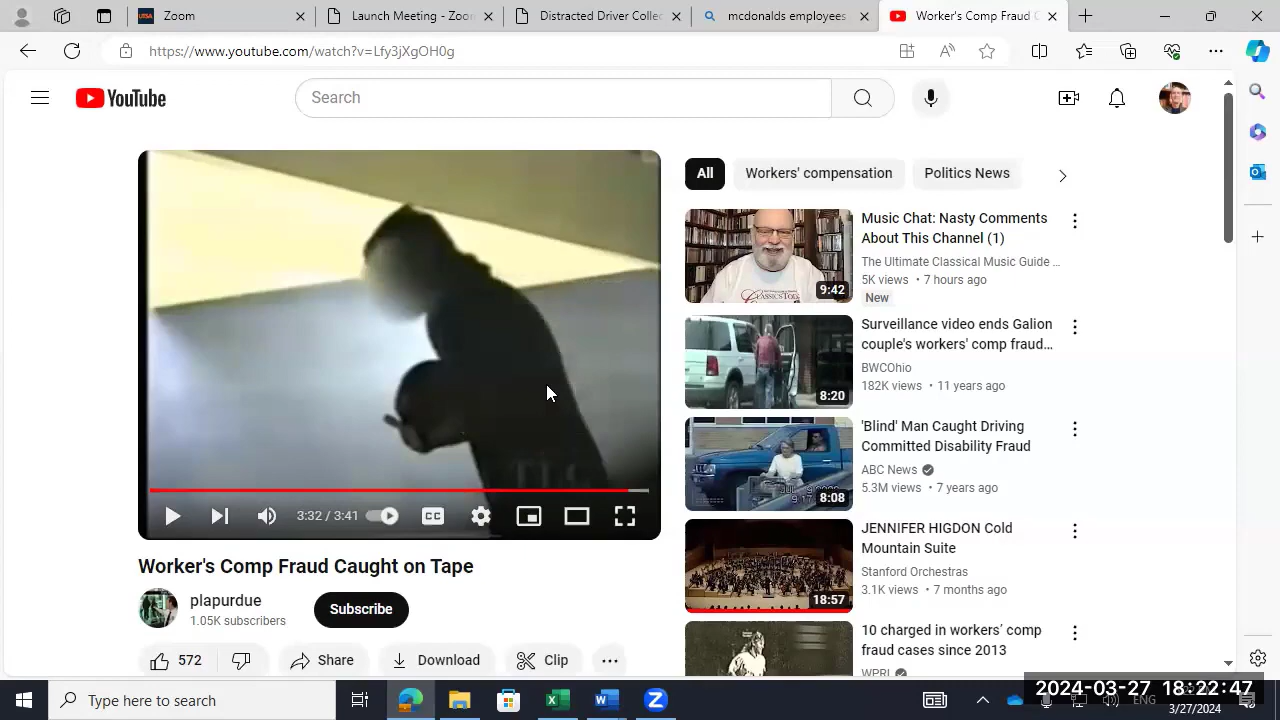 Zoom
Launch Meeting - Zoo
Distracted Driver Collec
mcdonalds employees
Worker's Comp Fraud C
https://www.youtube.com/watch?v=Lfy3jXgOH0g
YouTube
Search
All
Workers' compensation
Politics News
Music Chat: Nasty Comments
About This Channel (1)
The Ultimate Classical Music Guide ...
5K views • 7 hours ago
New
9:42
Surveillance video ends Galion
couple's workers' comp fraud...
BWCOhio
182K views • 11 years ago
8:20
'Blind' Man Caught Driving
Committed Disability Fraud
ABC News
5.3M views • 7 years ago
8:08
JENNIFER HIGDON Cold
Mountain Suite
Stanford Orchestras
3.1K views • 7 months ago
18:57
10 charged in workers’ comp
fraud cases since 2013
WPRI
3:32 / 3:41
CC
Worker's Comp Fraud Caught on Tape
piapurdue
1.05K subscribers
Subscribe
572
Share
Download
Clip
Type here to search
ENG
2024-03-27 18:22:47
3/27/2024